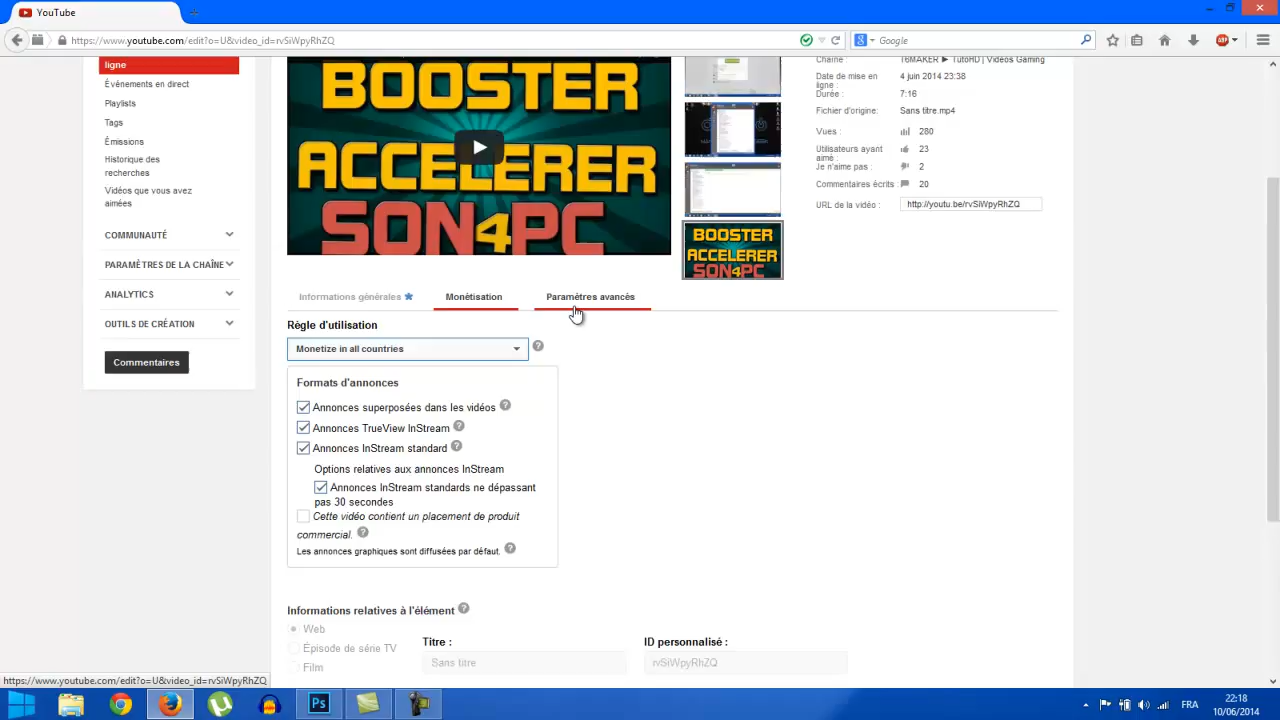 YouTube
https://www.youtube.com/edit?o=U&video_id=rvSiWpyRhZQ
Google
ligne
Événements en direct
Playlists
Tags
Émissions
Historique des
recherches
Vidéos que vous avez
aimées
COMMUNAUTÉ
PARAMÈTRES DE LA CHAÎNE
ANALYTICS
OUTILS DE CRÉATION
Commentaires
BOOSTER
ACCELERER
SON4PC
BOOSTER
ACCELERER
SON4PC
Chaîne T6MAKER ► TutoHD | Vidéos Gaming
Date de mise en 4 juin 2014 23:38
ligne :
Durée : 7:16
Fichier d'origine: Sans titre.mp4
Vues : 280
Utilisateurs ayant 23
aimé :
Je n'aime pas : 2
Commentaires écrits : 20
URL de la vidéo : http://youtu.be/rvSiWpyRhZQ
Informations générales Monétisation Paramètres avancés
Règle d'utilisation
Monetize in all countries
Formats d'annonces
Annonces superposées dans les vidéos
Annonces TrueView InStream
Annonces InStream standard
Options relatives aux annonces InStream
Annonces InStream standards ne dépassant
pas 30 secondes
Cette vidéo contient un placement de produit
commercial.
Les annonces graphiques sont diffusées par défaut.
Informations relatives à l'élément
Web
Épisode de série TV
Film
Titre :
Sans titre
ID personnalisé :
rvSiWpyRhZQ
https://www.youtube.com/edit?o=U&video_id=rvSiWpyRhZQ
Ps
FRA
22:18
10/06/2014